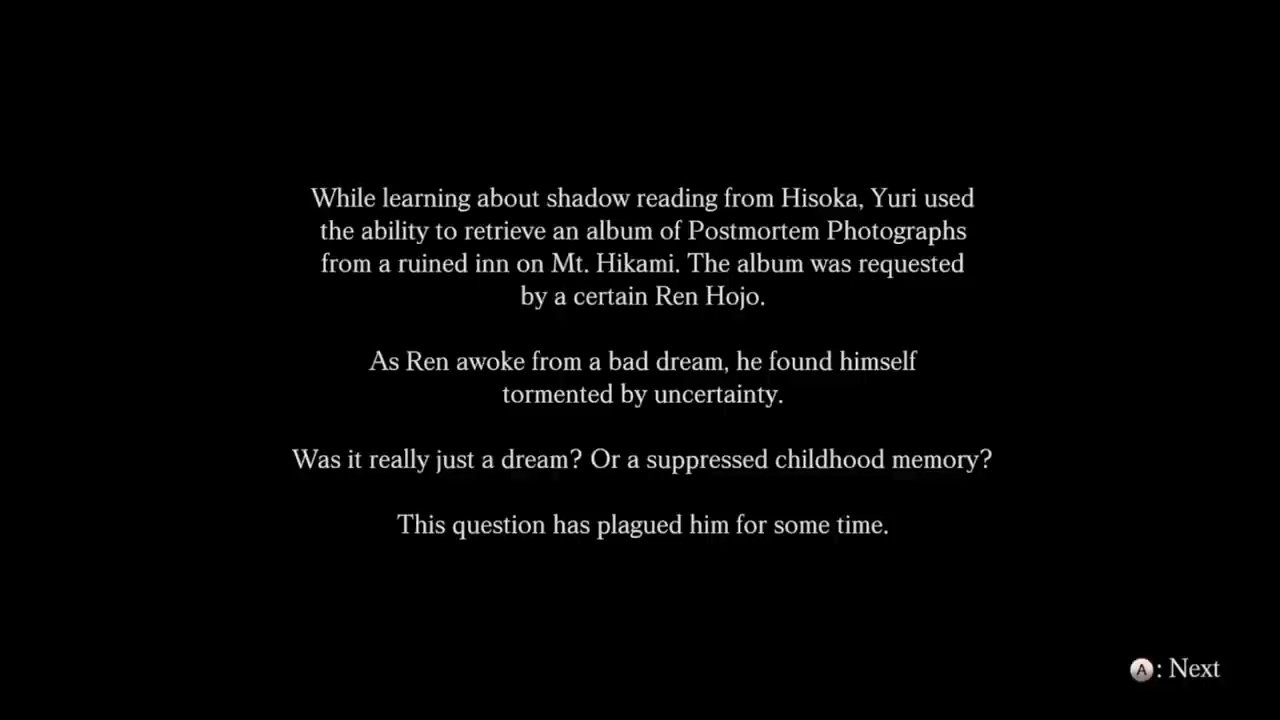 While learning about shadow reading from Hisoka, Yuri used
the ability to retrieve an album of Postmortem Photographs
from a ruined inn on Mt. Hikami. The album was requested
by a certain Ren Hojo.
As Ren awoke from a bad dream, he found himself
tormented by uncertainty.
Was it really just a dream? Or a suppressed childhood memory?
This question has plagued him for some time.
A: Next